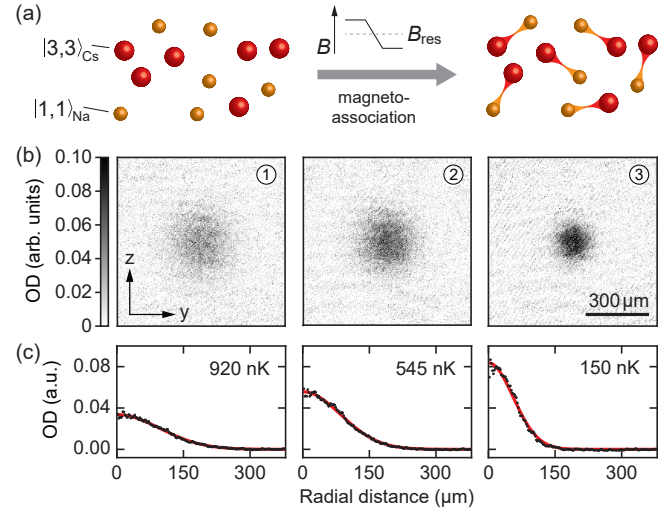 (a)
|3,3⟩Cs
|1,1⟩Na
B
Bres
magneto-
association
(b)
OD (arb. units)
0.10
0.08
0.06
0.04
0.02
0
1
2
3
z
y
300 µm
(c)
OD (a.u.)
0.08
0.04
0.00
920 nK
545 nK
150 nK
0 150 300
0 150 300
0 150 300
Radial distance (µm)